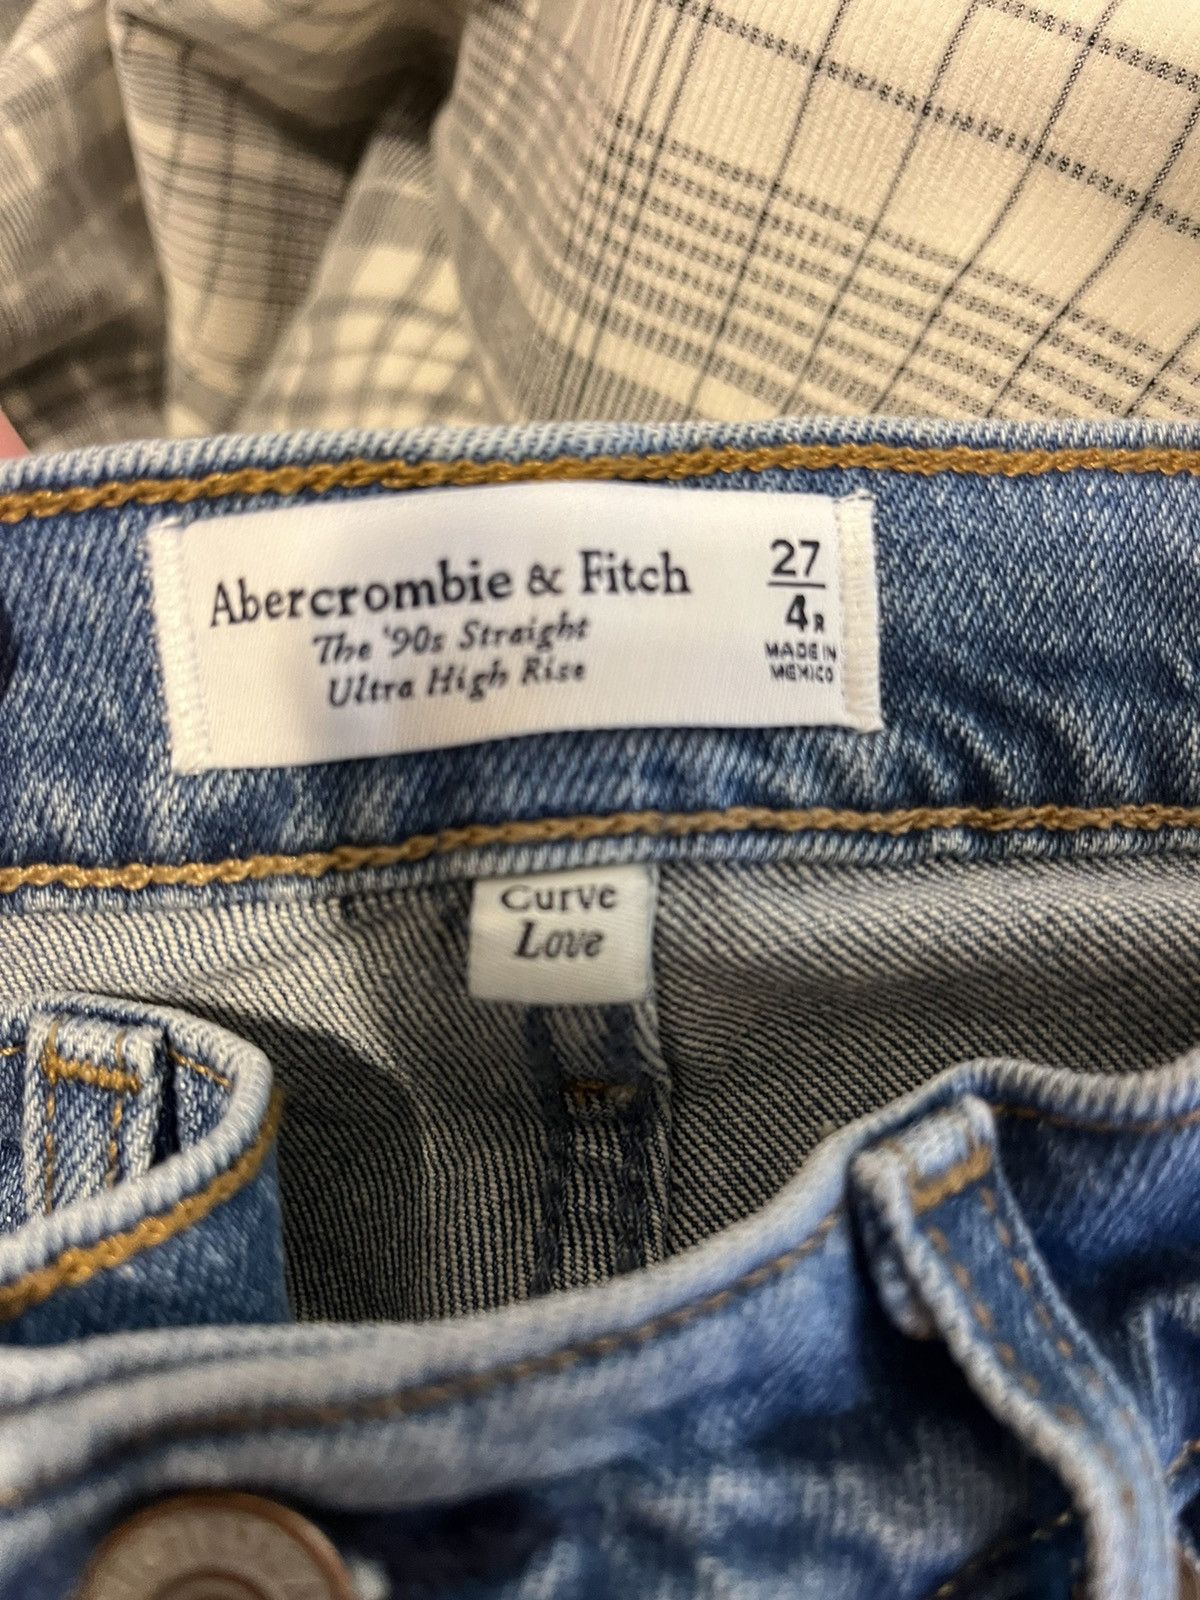 Abercrombie & Fitch
The '90s Straight
Ultra High Rise
27
4R
MADE IN
MEXICO
Curve
Love